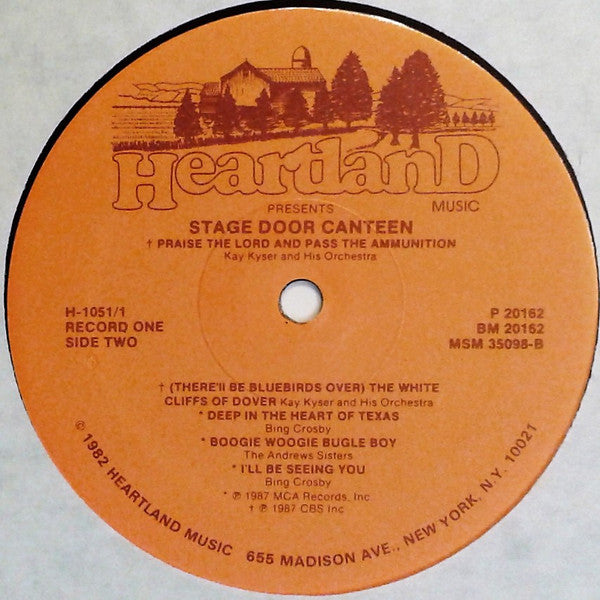 HeartlanD
PRESENTS
MUSIC
STAGE DOOR CANTEEN
† PRAISE THE LORD AND PASS THE AMMUNITION
Kay Kyser and His Orchestra
H-1051/1
RECORD ONE
SIDE TWO
P 20162
BM 20162
MSM 35098-B
† (THERE'll BE BLUEBIRDS OVER) THE WHITE
CLIFFS OF DOVER Kay Kyser and His Orchestra
* DEEP IN THE HEART OF TEXAS
Bing Crosby
* BOOGIE WOOGIE BUGLE BOY
The Andrews Sisters
* I'LL BE SEEING YOU
Bing Crosby
* ℗ 1987 MCA Records, Inc
† ℗ 1987 CBS Inc
© 1982 HEARTLAND MUSIC 655 MADISON AVE., NEW YORK, N.Y. 10021